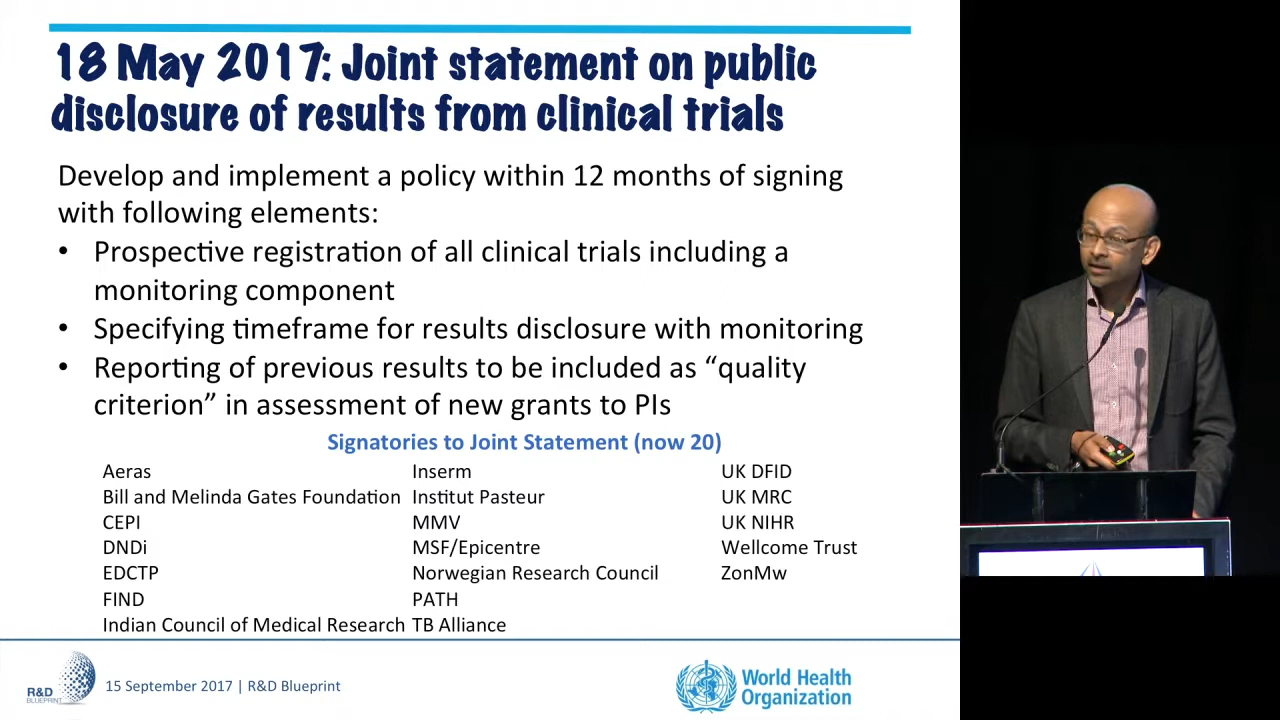 18 May 2017: Joint statement on public
disclosure of results from clinical trials
Develop and implement a policy within 12 months of signing
with following elements:
• Prospective registration of all clinical trials including a
monitoring component
• Specifying timeframe for results disclosure with monitoring
• Reporting of previous results to be included as “quality
criterion” in assessment of new grants to PIs
Signatories to Joint Statement (now 20)
Aeras
Bill and Melinda Gates Foundation
CEPI
DNDi
EDCTP
FIND
Indian Council of Medical Research
Inserm
Institut Pasteur
MMV
MSF/Epicentre
Norwegian Research Council
PATH
TB Alliance
UK DFID
UK MRC
UK NIHR
Wellcome Trust
ZonMw
R&D
BLUEPRINT
15 September 2017 | R&D Blueprint
World Health
Organization